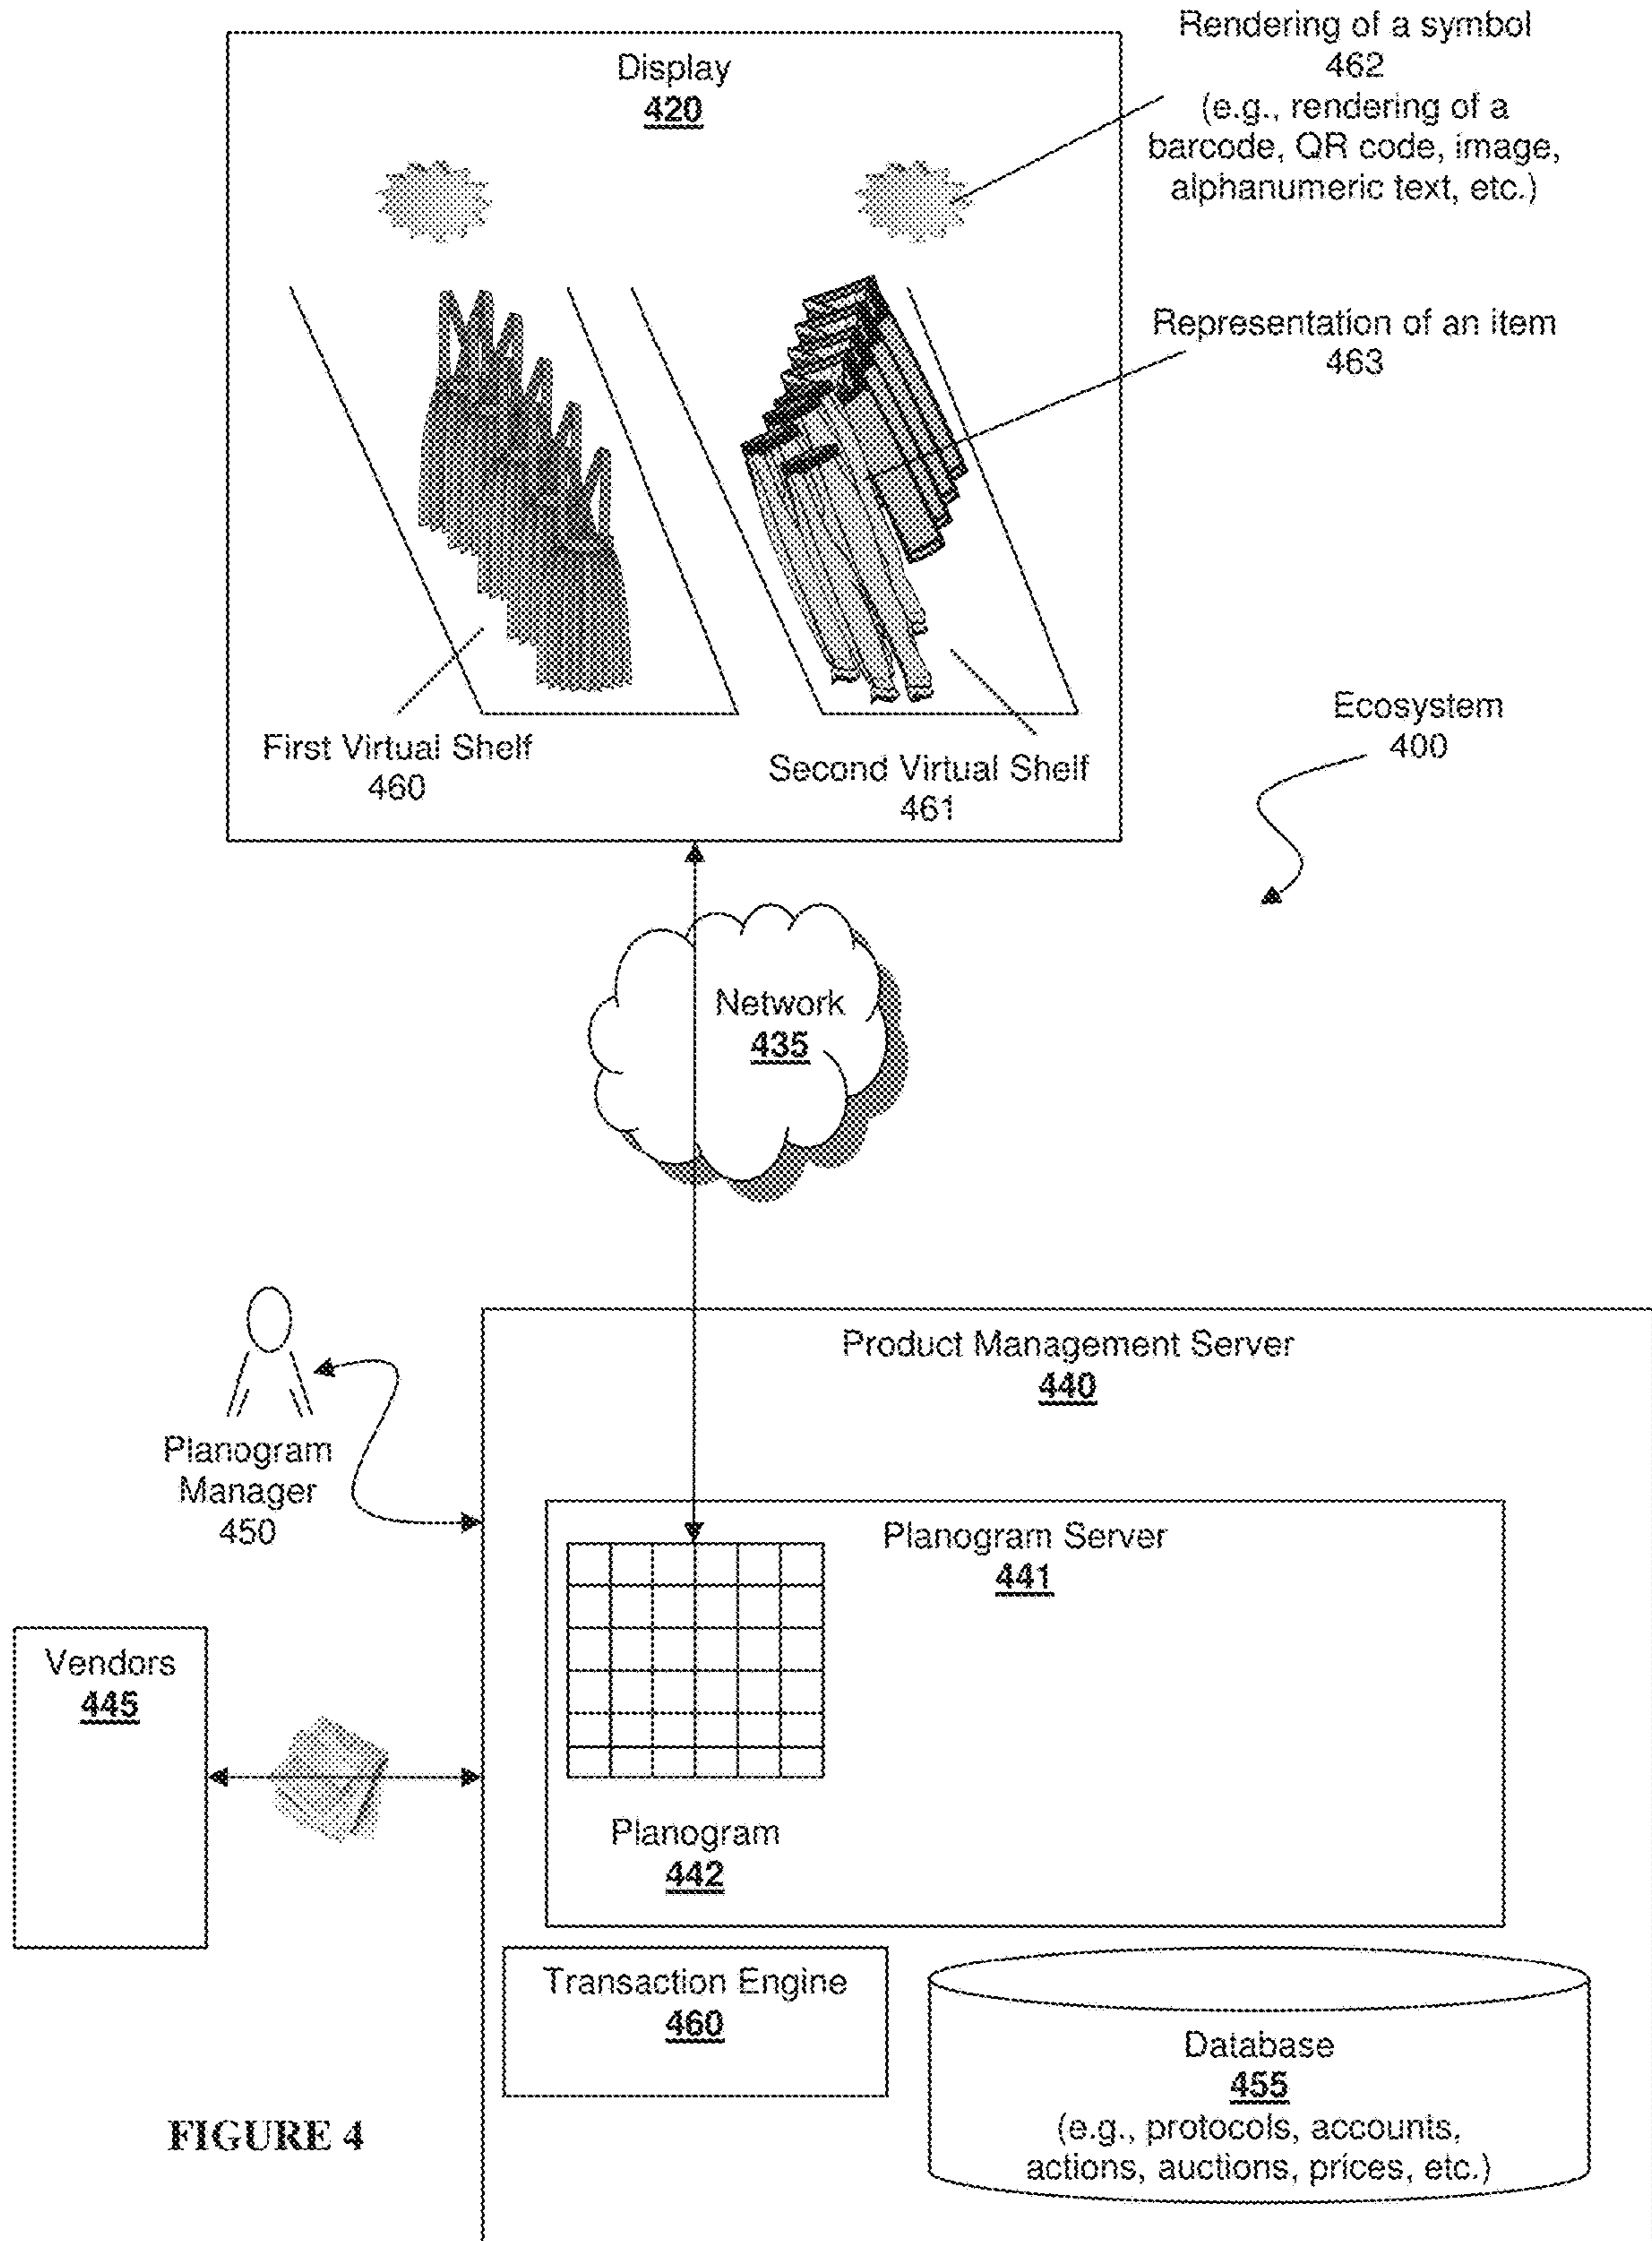 Rendering of a symbol
462
(e.g., rendering of a
barcode, QR code, image,
alphanumeric text, etc.)
Display
420
Representation of an item
463
First Virtual Shelf
460
Second Virtual Shelf
461
Ecosystem
400
Network
435
Planogram
Manager
450
Product Management Server
440
Planogram Server
441
Vendors
445
Planogram
442
Transaction Engine
460
Database
455
(e.g., protocols, accounts,
actions, auctions, prices, etc.)
FIGURE 4